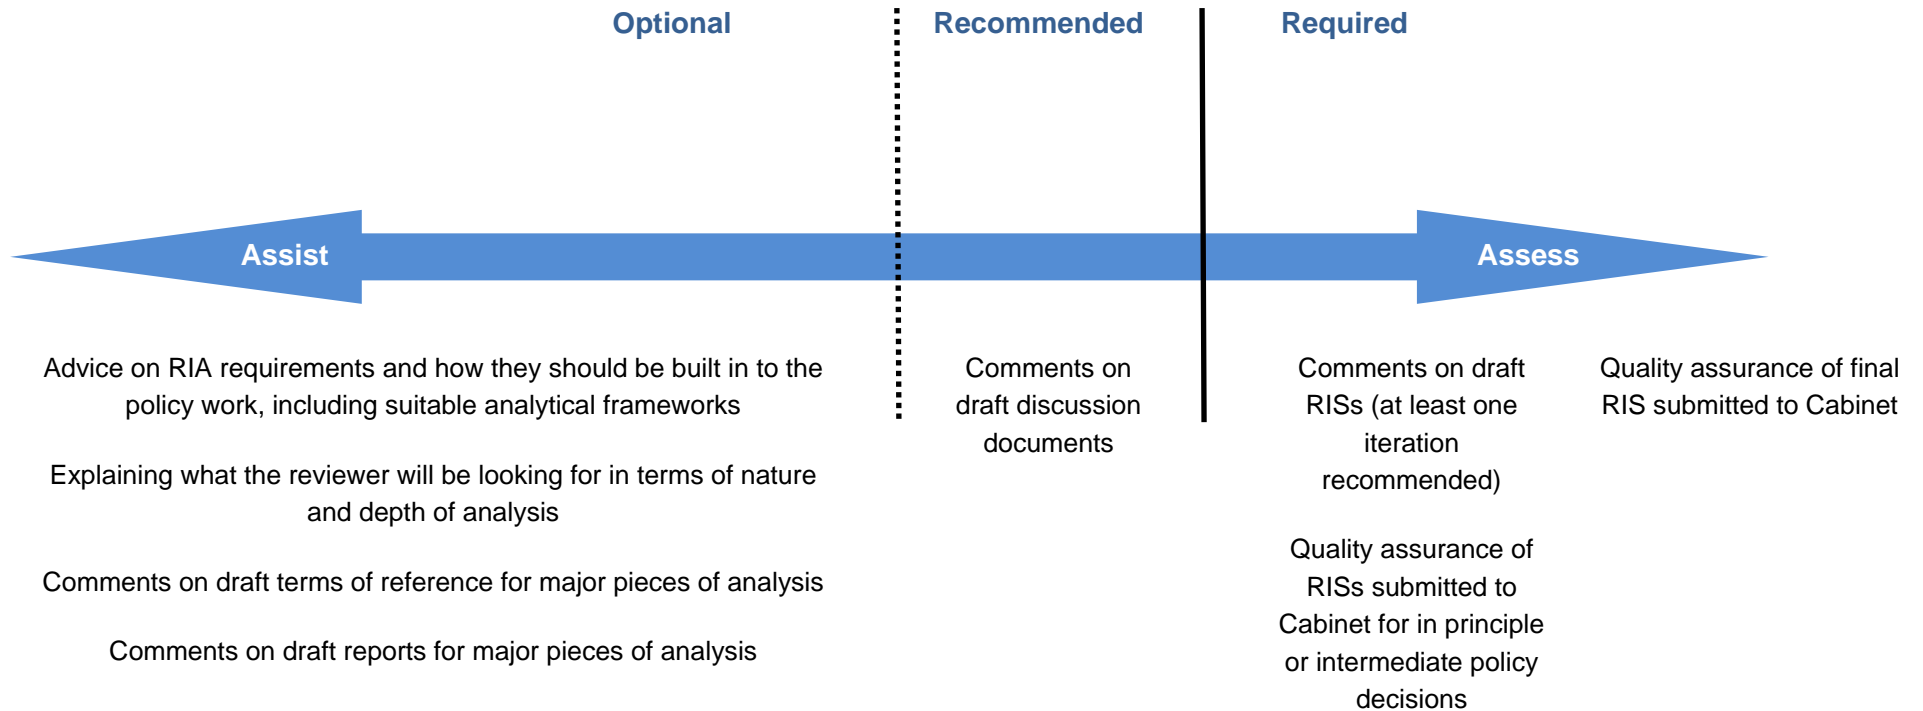 Optional
Recommended
Required
Assist
Assess
Advice on RIA requirements and how they should be built in to the
policy work, including suitable analytical frameworks
Explaining what the reviewer will be looking for in terms of nature
and depth of analysis
Comments on draft terms of reference for major pieces of analysis
Comments on draft reports for major pieces of analysis
Comments on
draft discussion
documents
Comments on draft
RISs (at least one
iteration
recommended)
Quality assurance of
RISs submitted to
Cabinet for in principle
or intermediate policy
decisions
Quality assurance of final
RIS submitted to Cabinet